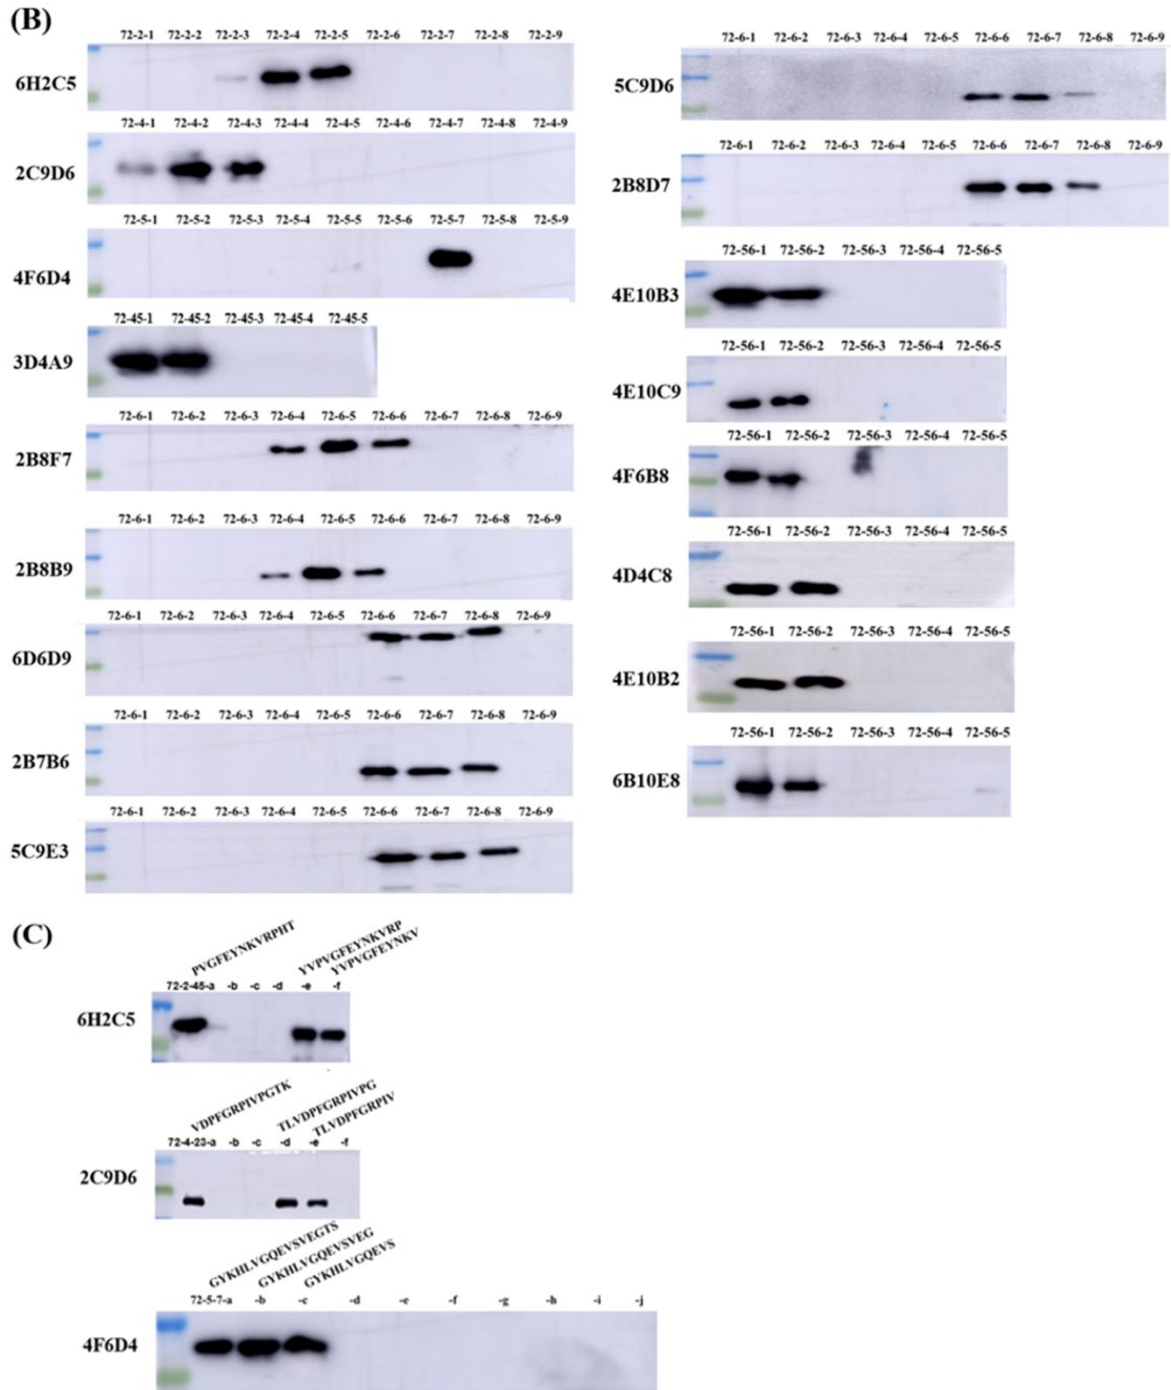 (B)
72-2-1 72-2-2 72-2-3 72-2-4 72-2-5 72-2-6 72-2-7 72-2-8 72-2-9
6H2C5
72-4-1 72-4-2 72-4-3 72-4-4 72-4-5 72-4-6 72-4-7 72-4-8 72-4-9
2C9D6
72-5-1 72-5-2 72-5-3 72-5-4 72-5-5 72-5-6 72-5-7 72-5-8 72-5-9
4F6D4
72-45-1 72-45-2 72-45-3 72-45-4 72-45-5
3D4A9
72-6-1 72-6-2 72-6-3 72-6-4 72-6-5 72-6-6 72-6-7 72-6-8 72-6-9
2B8F7
72-6-1 72-6-2 72-6-3 72-6-4 72-6-5 72-6-6 72-6-7 72-6-8 72-6-9
2B8B9
72-6-1 72-6-2 72-6-3 72-6-4 72-6-5 72-6-6 72-6-7 72-6-8 72-6-9
6D6D9
72-6-1 72-6-2 72-6-3 72-6-4 72-6-5 72-6-6 72-6-7 72-6-8 72-6-9
2B7B6
72-6-1 72-6-2 72-6-3 72-6-4 72-6-5 72-6-6 72-6-7 72-6-8 72-6-9
5C9E3
72-6-1 72-6-2 72-6-3 72-6-4 72-6-5 72-6-6 72-6-7 72-6-8 72-6-9
5C9D6
72-6-1 72-6-2 72-6-3 72-6-4 72-6-5 72-6-6 72-6-7 72-6-8 72-6-9
2B8D7
72-56-1 72-56-2 72-56-3 72-56-4 72-56-5
4E10B3
72-56-1 72-56-2 72-56-3 72-56-4 72-56-5
4E10C9
72-56-1 72-56-2 72-56-3 72-56-4 72-56-5
4F6B8
72-56-1 72-56-2 72-56-3 72-56-4 72-56-5
4D4C8
72-56-1 72-56-2 72-56-3 72-56-4 72-56-5
4E10B2
72-56-1 72-56-2 72-56-3 72-56-4 72-56-5
6B10E8
(C)
PVGFEYNKVRPHT
YVPVGFEYNKVRP
YVPVGFEYNKV
72-2-45-a -b -c -d -e -f
6H2C5
VDPFGRPIVPGTK
TLVDPFGRPIVPG
TLVDPFGRPIV
72-4-23-a -b -c -d -e -f
2C9D6
GYKHLVGQEVSVEGTS
GYKHLVGQEVSVEG
GYKHLVGQEVS
72-5-7-a -b -c -d -e -f -g -h -i -j
4F6D4